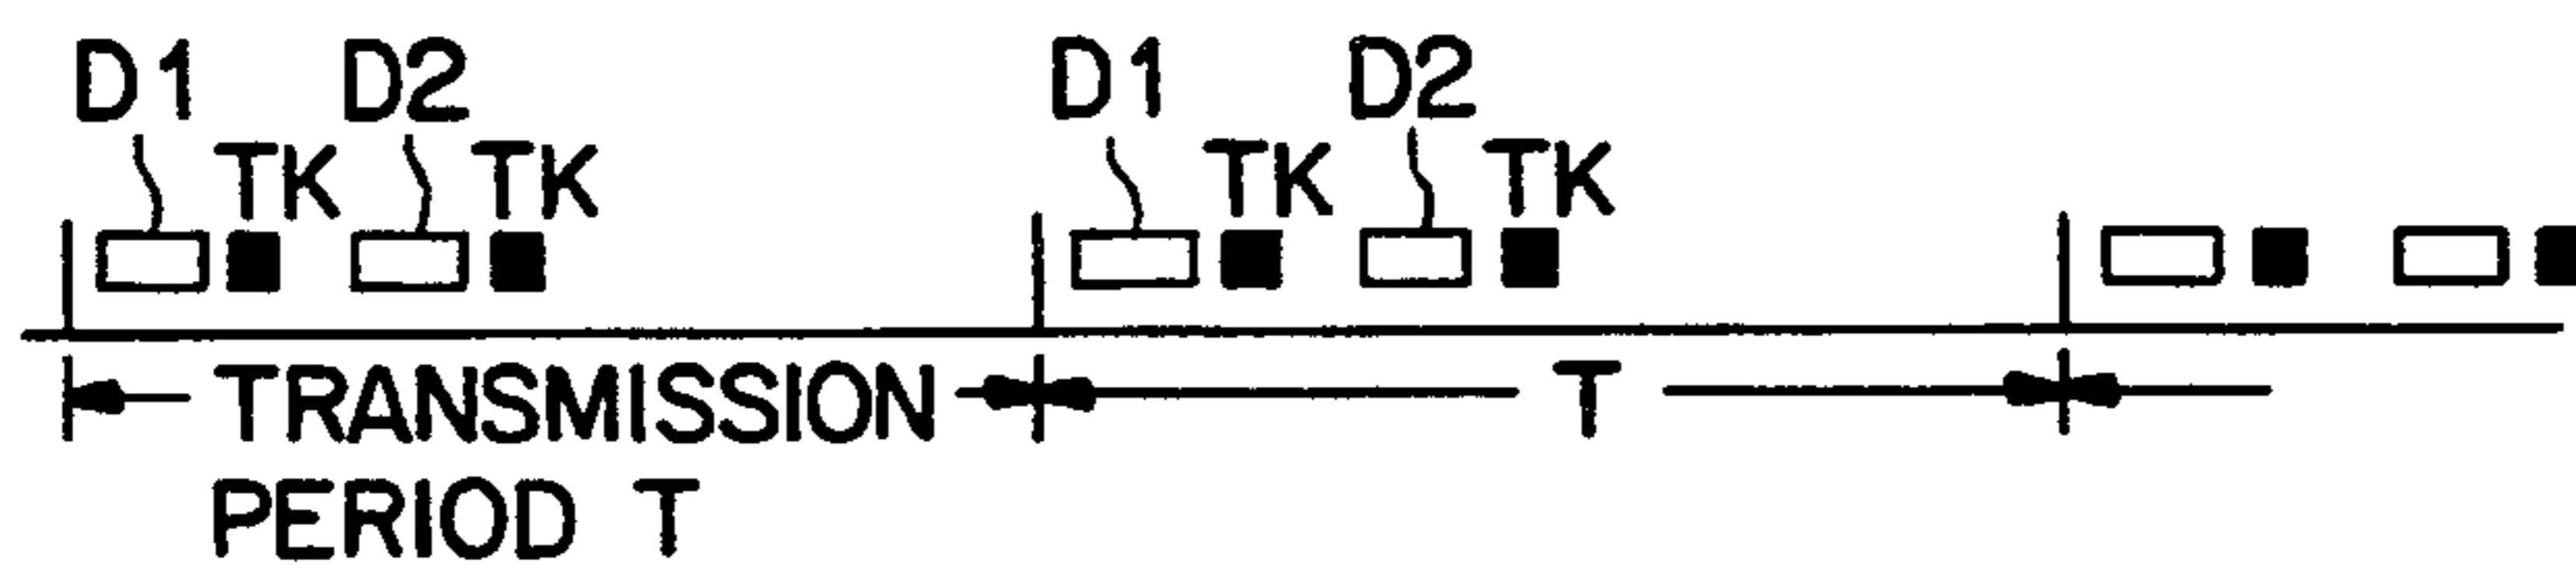 D1 D2 D1 D2
TK TK TK TK
TRANSMISSION T
PERIOD T